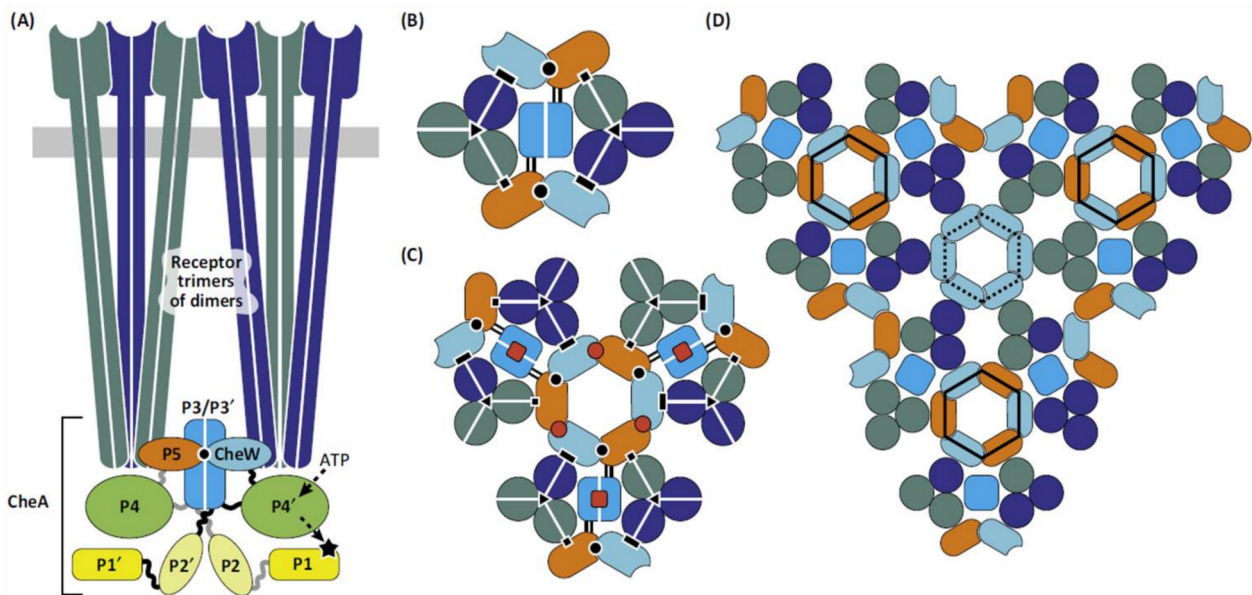 (A)
(B)
(D)
Receptor
trimers
of dimers
(C)
P3/P3′
P5
CheW
ATP
CheA
P4
P4′
P1′
P2′
P2
P1